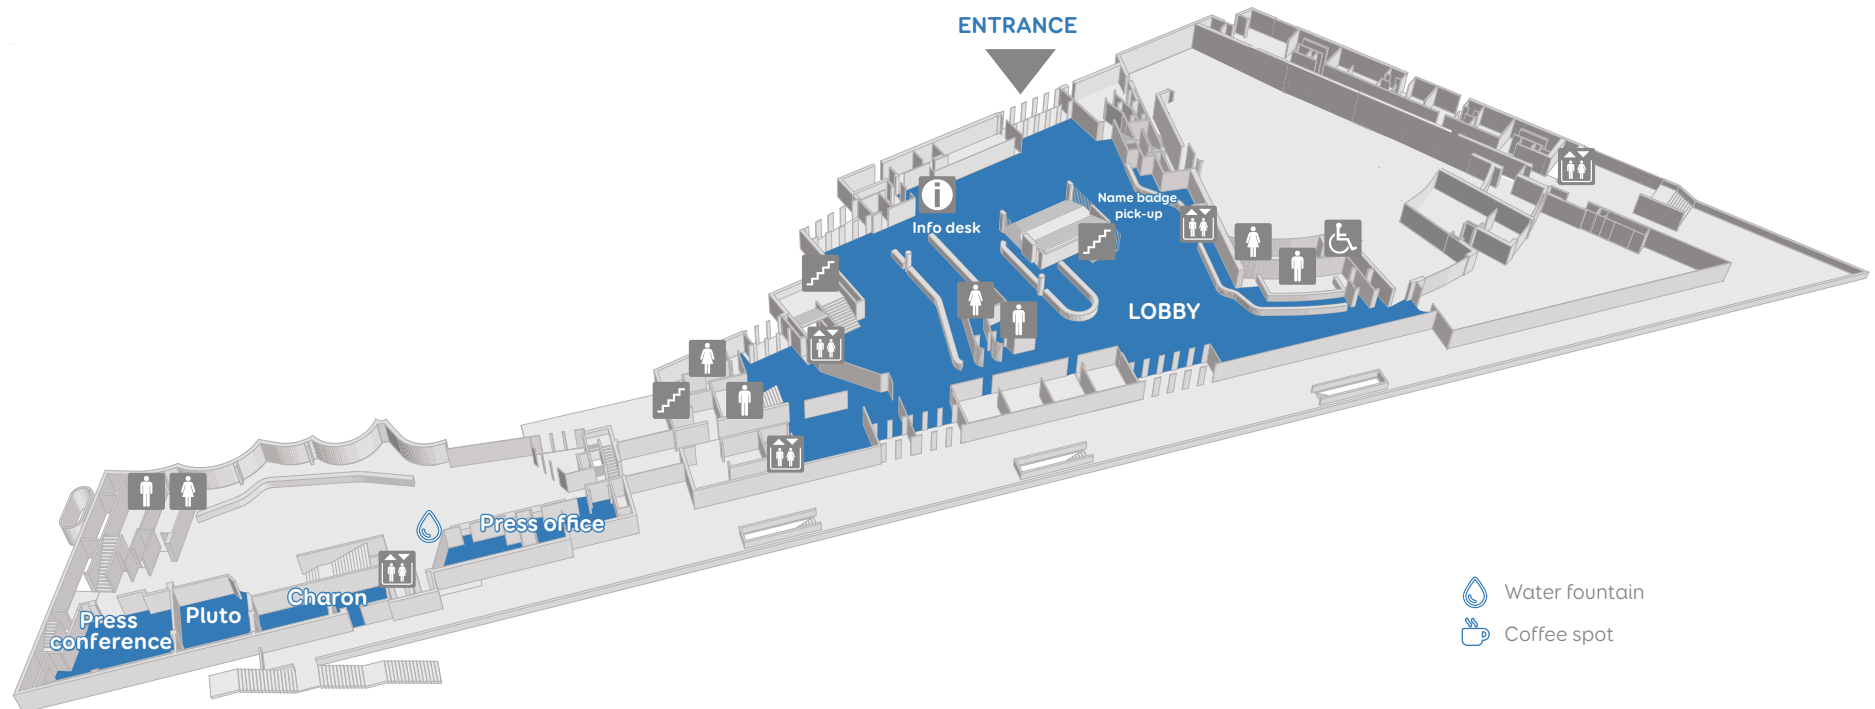 ENTRANCE
Name badge
pick-up
i
Info desk
LOBBY
Press office
Charon
Pluto
Press
conference
Water fountain
Coffee spot